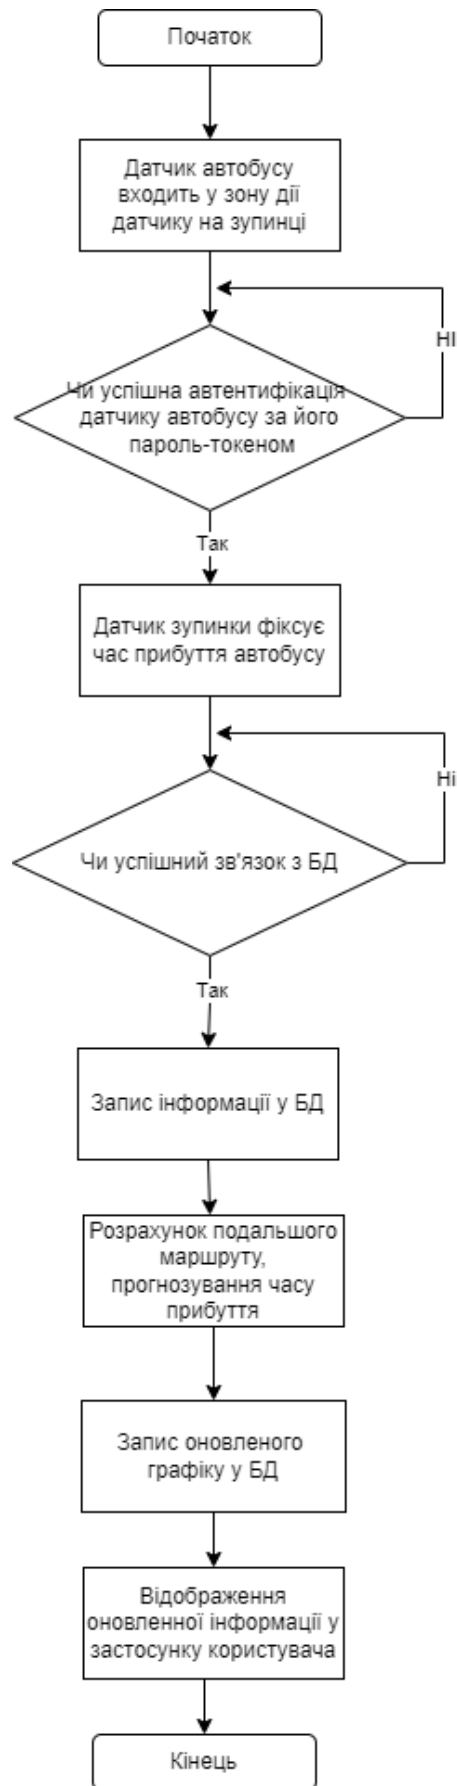 Початок
Датчик автобусу
входить у зону дії
датчику на зупинці
НІ
Чи успішна автентифікація
датчику автобусу за його
пароль-токеном
Так
Датчик зупинки фіксує
час прибуття автобусу
Ні
Чи успішний зв'язок з БД
Так
Запис інформації у БД
Розрахунок подальшого
маршруту,
прогнозування часу
прибуття
Запис оновленого
графіку у БД
Відображення
оновленної інформації у
застосунку користувача
Кінець